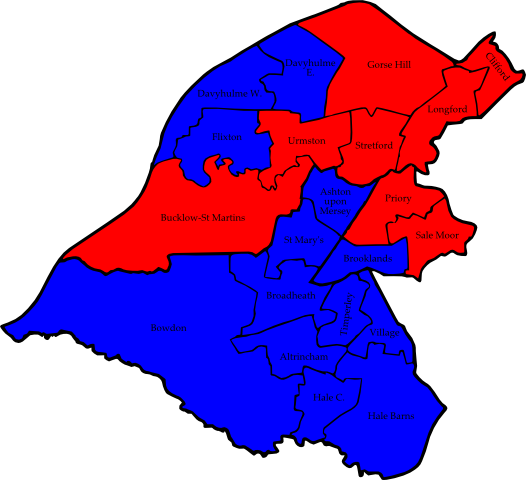 Clifford
Davyhulme
E.
Gorse Hill
Davyhulme W.
Longford
Flixton
Urmston
Stretford
Ashton
upon
Mersey
Priory
Bucklow-St Martins
Sale Moor
St Mary's
Brooklands
Broadheath
Timperley
Bowdon
Village
Altrincham
Hale C.
Hale Barns